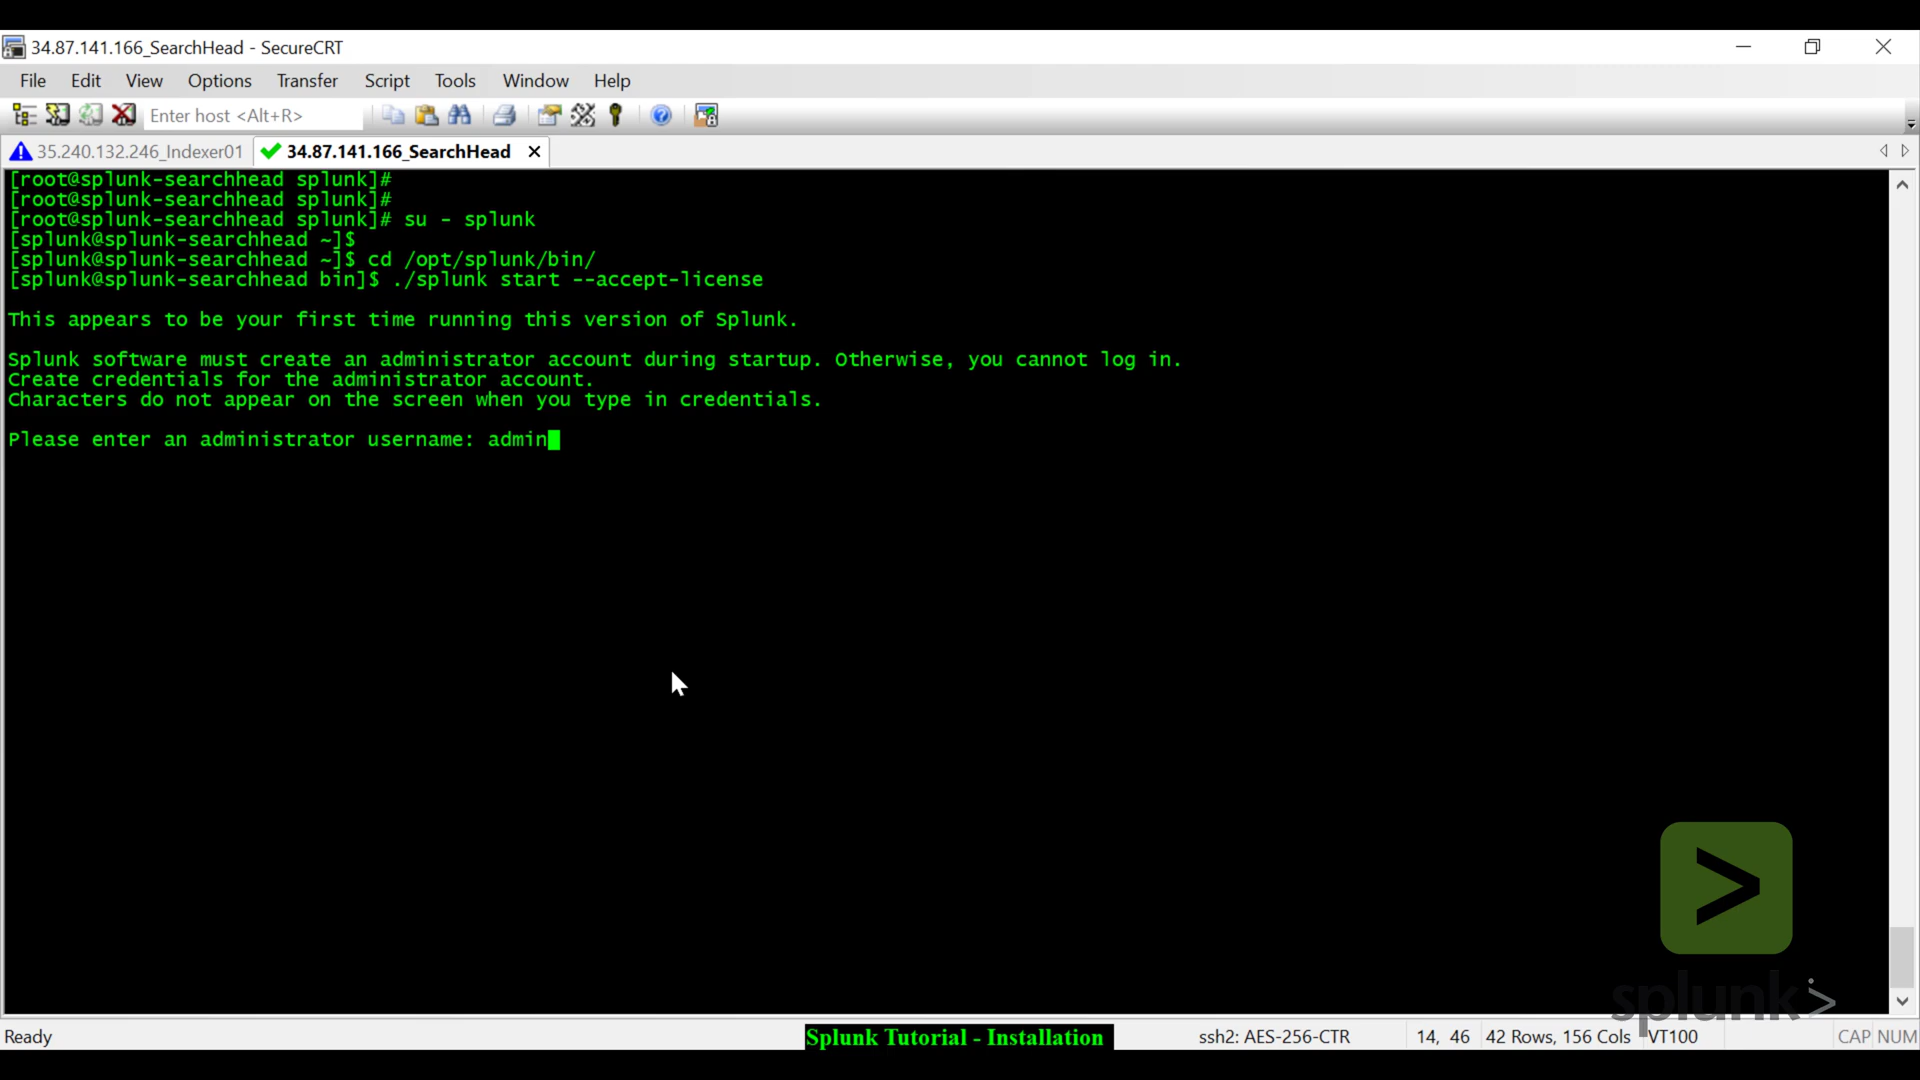 34.87.141.166_SearchHead - SecureCRT
File Edit View Options Transfer Script Tools Window Help
Enter host <Alt+R>
35.240.132.246_Indexer01 34.87.141.166_SearchHead
[root@splunk-searchhead splunk]#
[root@splunk-searchhead splunk]#
[root@splunk-searchhead splunk]# su - splunk
[splunk@splunk-searchhead ~]$
[splunk@splunk-searchhead ~]$ cd /opt/splunk/bin/
[splunk@splunk-searchhead bin]$ ./splunk start --accept-license
This appears to be your first time running this version of Splunk.
Splunk software must create an administrator account during startup. Otherwise, you cannot log in.
Create credentials for the administrator account.
Characters do not appear on the screen when you type in credentials.
Please enter an administrator username: admin
>
splunk>
Ready Splunk Tutorial - Installation ssh2: AES-256-CTR 14, 46 42 Rows, 156 Cols VT100 CAP NUM